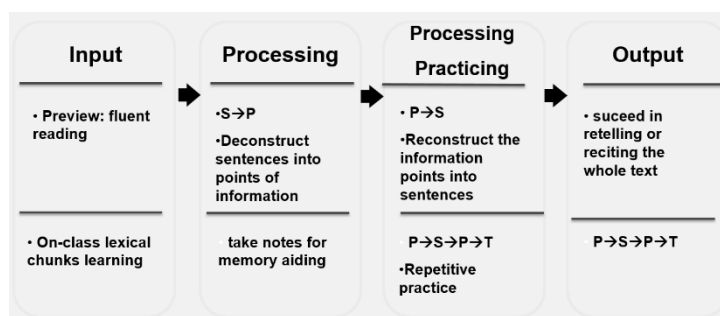 Input
• Preview: fluent
reading
• On-class lexical
chunks learning
Processing
•S→P
•Deconstruct
sentences into
points of
information
take notes for
memory aiding
Processing
Practicing
• P→S
•Reconstruct the
information
points into
sentences
P→S→P→T
•Repetitive
practice
Output
• suceed in
retelling or
reciting the
whole text
P→S→P→T